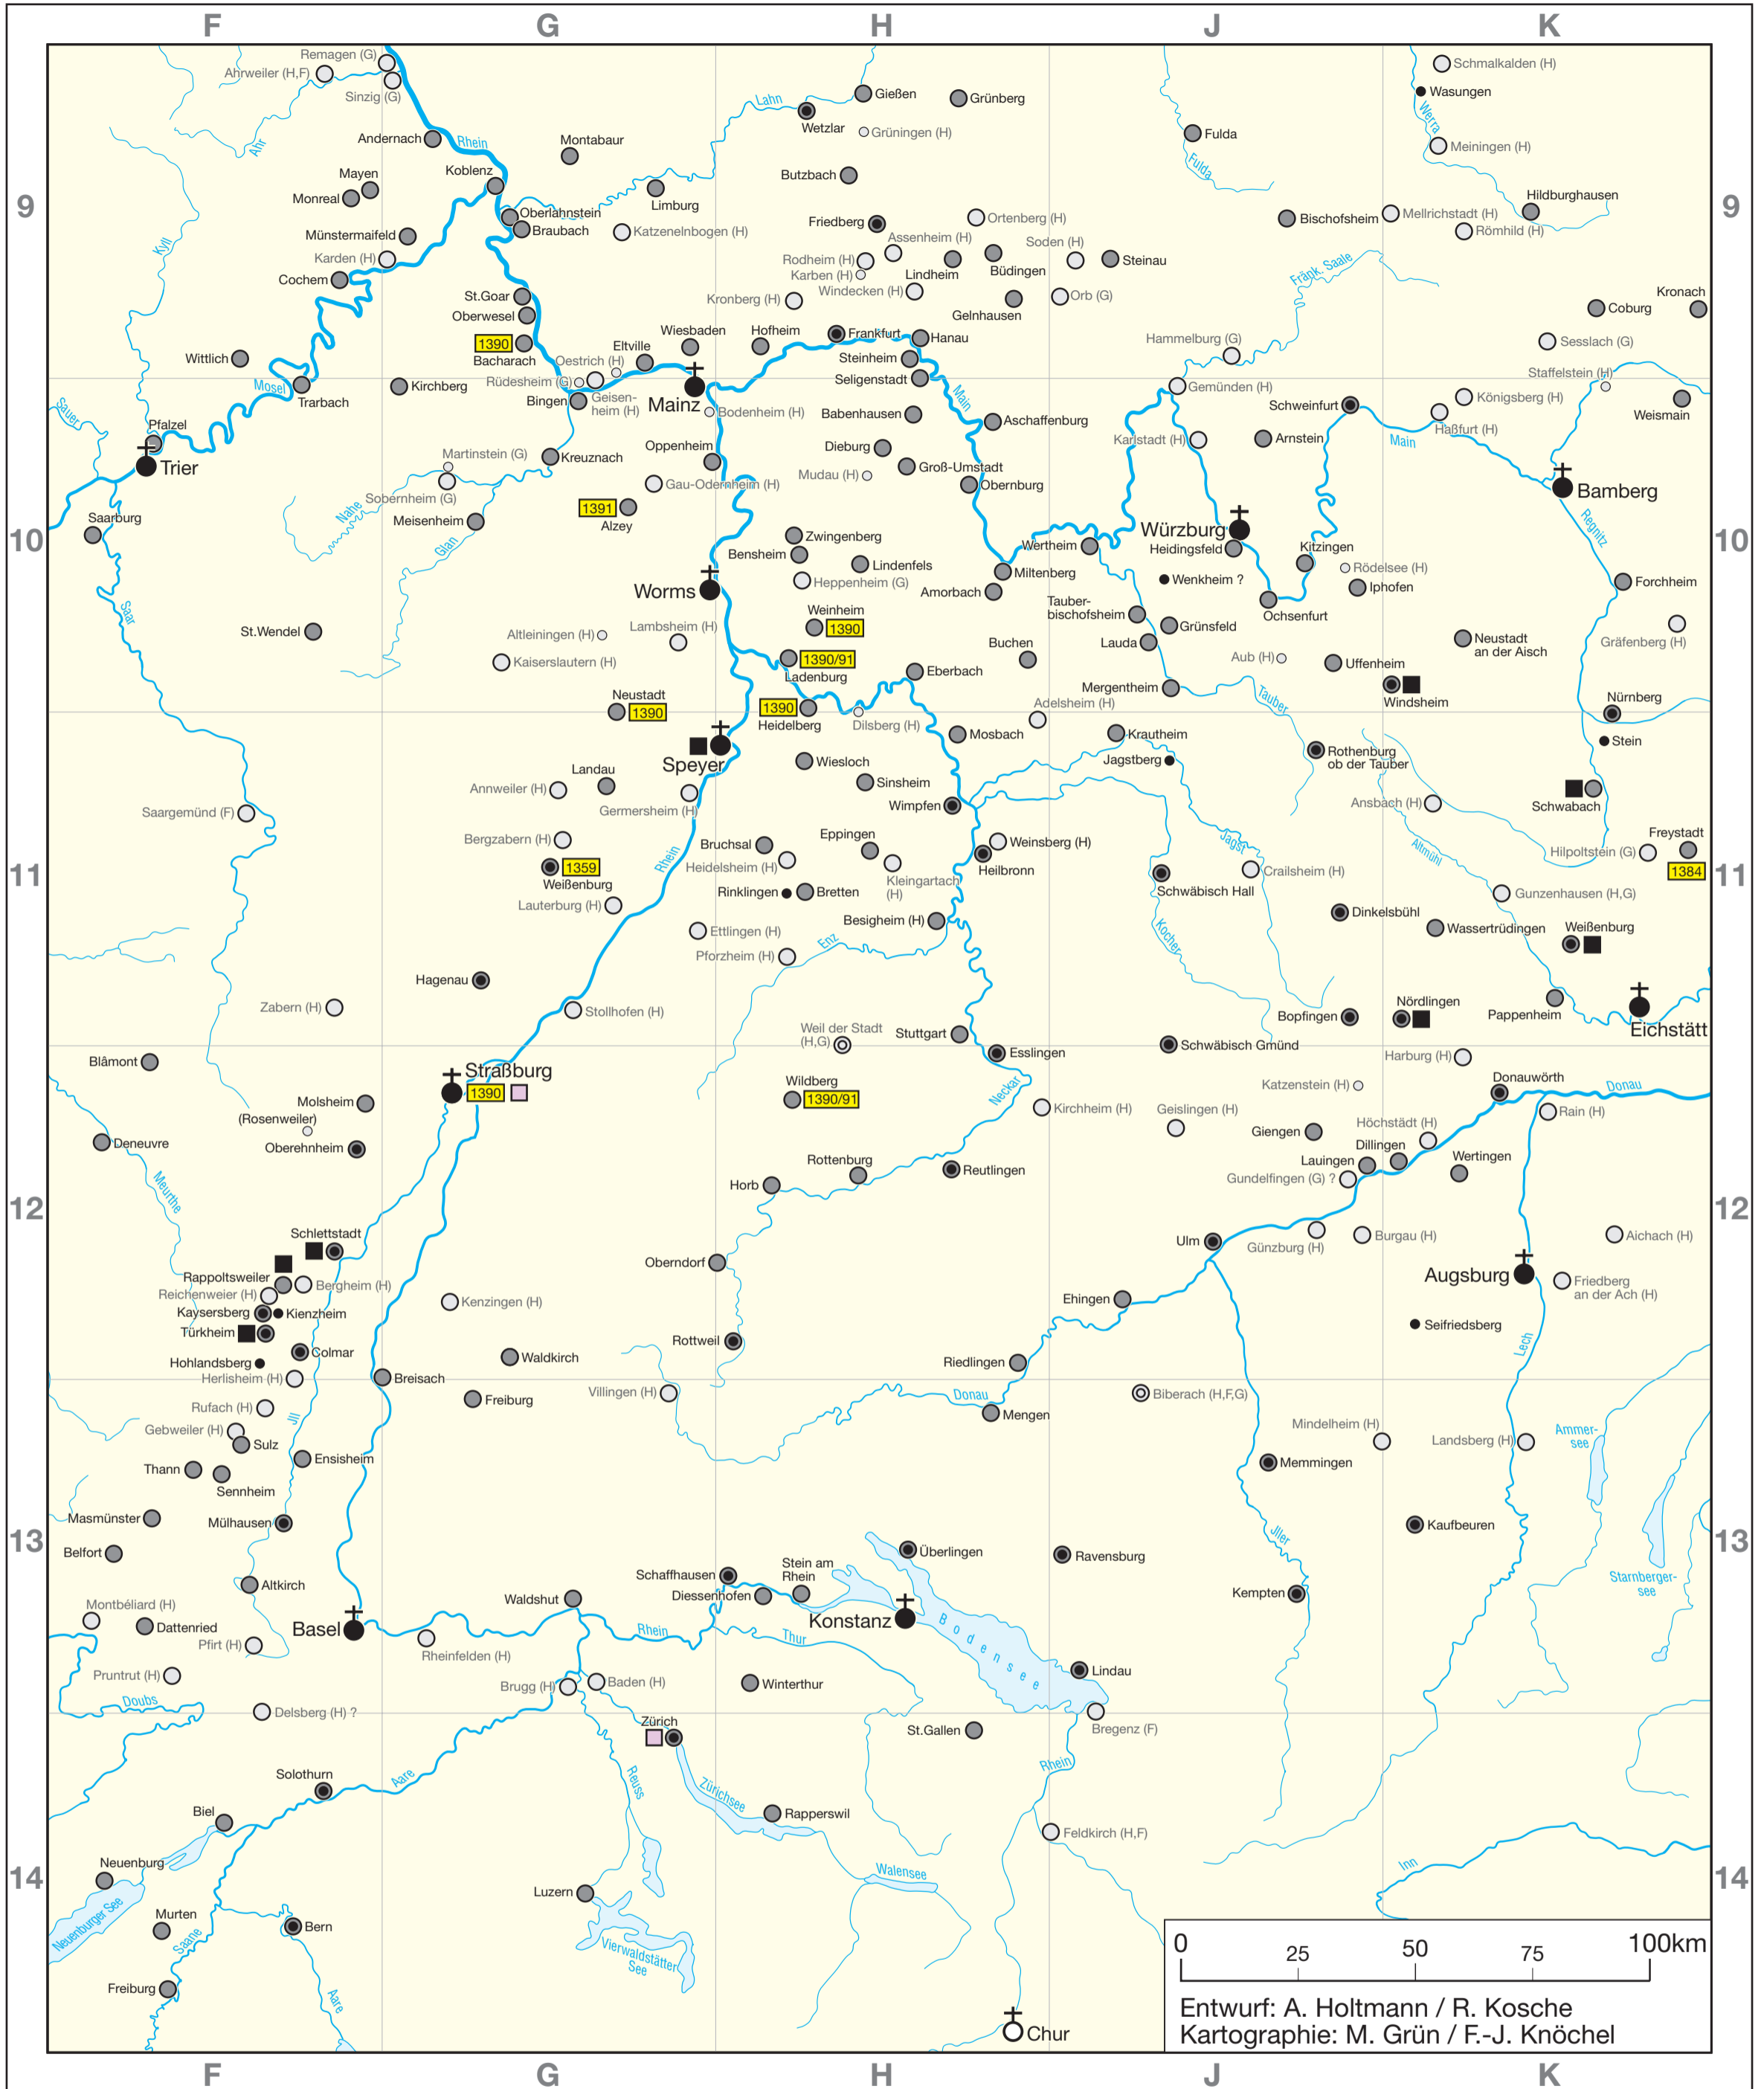 F
G
H
J
K
Remagen (G)
Ahrweiler (H,F)
Sinzig (G)
Ahr
Andernach
Rhein
Montabaur
Koblenz
Mayen
Monreal
Münstermaifeld
Karden (H)
Cochem
Kyll
Oberlahnstein
Braubach
Limburg
Katzenelnbogen (H)
Lahn
Wetzlar
Gießen
Grünberg
Grüningen (H)
Butzbach
Friedberg
Ortenberg (H)
Assenheim (H)
Soden (H)
Rodheim (H)
Karben (H)
Lindheim
Büdingen
Steinau
Windecken (H)
Kronberg (H)
Orb (G)
Gelnhausen
Fulda
Fulda
Schmalkalden (H)
Wasungen
Werra
Meiningen (H)
Hildburghausen
Bischofsheim
Mellrichstadt (H)
Römhild (H)
Fränk. Saale
Coburg
Kronach
9
9
St.Goar
Oberwesel
1390
Bacharach
Wiesbaden
Hofheim
Frankfurt
Hanau
Eltville
Oestrich (H)
Rüdesheim (G)
Geisen-
heim (H)
Bingen
Mainz
Steinheim
Seligenstadt
Main
Hammelburg (G)
Sesslach (G)
Staffelstein (H)
Wittlich
Mosel
Trarbach
Kirchberg
Sauer
Pfalzel
Trier
Bodenheim (H)
Babenhausen
Aschaffenburg
Gemünden (H)
Schweinfurt
Königsberg (H)
Haßfurt (H)
Weismain
Karlstadt (H)
Arnstein
Main
Martinstein (G)
Kreuznach
Oppenheim
Dieburg
Groß-Umstadt
Mudau (H)
Obernburg
Sobernheim (G)
Gau-Odernheim (H)
Nahe
Meisenheim
1391
Alzey
Glan
Bamberg
Regnitz
Saarburg
10
10
Zwingenberg
Bensheim
Lindenfels
Heppenheim (G)
Worms
Wertheim
Miltenberg
Amorbach
Würzburg
Heidingsfeld
Kitzingen
Rödelsee (H)
Iphofen
Wenkheim ?
Ochsenfurt
Forchheim
Saar
St.Wendel
Altleiningen (H)
Lambsheim (H)
Weinheim
1390
Kaiserslautern (H)
1390/91
Ladenburg
Eberbach
Buchen
Tauber-
bischofsheim
Grünsfeld
Lauda
Aub (H)
Uffenheim
Neustadt
an der Aisch
Gräfenberg (H)
Mergentheim
Tauber
Windsheim
Nürnberg
Neustadt
1390
1390
Heidelberg
Dilsberg (H)
Adelsheim (H)
Mosbach
Krautheim
Rothenburg
ob der Tauber
Stein
Speyer
Wiesloch
Jagstberg
Landau
Annweiler (H)
Germersheim (H)
Sinsheim
Wimpfen
Ansbach (H)
Schwabach
Saargemünd (F)
Bergzabern (H)
Bruchsal
Eppingen
Weinsberg (H)
Jagst
Altmühl
Freystadt
Hilpoltstein (G)
1384
11
11
1359
Weißenburg
Rhein
Heidelsheim (H)
Kleingartach
(H)
Heilbronn
Crailsheim (H)
Rinklingen
Bretten
Schwäbisch Hall
Gunzenhausen (H,G)
Lauterburg (H)
Besigheim (H)
Dinkelsbühl
Wassertrüdingen
Weißenburg
Ettlingen (H)
Enz
Kocher
Pforzheim (H)
Hagenau
Zabern (H)
Stollhofen (H)
Weil der Stadt
(H,G)
Stuttgart
Esslingen
Bopfingen
Nördlingen
Pappenheim
Eichstätt
Schwäbisch Gmünd
Harburg (H)
Blâmont
Straßburg
1390
Wildberg
1390/91
Neckar
Katzenstein (H)
Donauwörth
Donau
Molsheim
(Rosenweiler)
Oberehnheim
Deneuvre
Meurthe
Kirchheim (H)
Geislingen (H)
Rain (H)
Höchstädt (H)
Giengen
Dillingen
Lauingen
Wertingen
Gundelfingen (G) ?
Rottenburg
Reutlingen
Horb
12
12
Schlettstadt
Rappoltsweiler
Bergheim (H)
Reichenweier (H)
Kaysersberg
Kienzheim
Türkheim
Colmar
Hohlandsberg
Herlisheim (H)
Oberndorf
Ulm
Günzburg (H)
Burgau (H)
Aichach (H)
Augsburg
Friedberg
an der Ach (H)
Kenzingen (H)
Ehingen
Seifriedsberg
Lech
Rottweil
Waldkirch
Riedlingen
Breisach
Freiburg
Villingen (H)
Donau
Mengen
Biberach (H,F,G)
Rufach (H)
Jll
Gebweiler (H)
Sulz
Ensisheim
Thann
Sennheim
Mindelheim (H)
Landsberg (H)
Ammer-
see
Memmingen
Masmünster
Mülhausen
Belfort
Jller
Kaufbeuren
13
13
Überlingen
Ravensburg
Starnberger-
see
Altkirch
Schaffhausen
Stein am
Rhein
Diessenhofen
Waldshut
Konstanz
Kempten
Montbéliard (H)
Dattenried
Basel
Pfirt (H)
Rheinfelden (H)
Rhein
Thur
Bodensee
Pruntrut (H)
Doubs
Delsberg (H) ?
Brugg (H)
Baden (H)
Winterthur
Lindau
Zürich
St.Gallen
Bregenz (F)
Rhein
Solothurn
Aare
Reuss
Zürichsee
Biel
Rapperswil
Feldkirch (H,F)
Neuenburg
14
14
Luzern
Walensee
Inn
Neuenburger See
Murten
Saane
Bern
Vierwaldstätter
See
Freiburg
Aare
Chur
0
25
50
75
100km
Entwurf: A. Holtmann / R. Kosche
Kartographie: M. Grün / F.-J. Knöchel
F
G
H
J
K